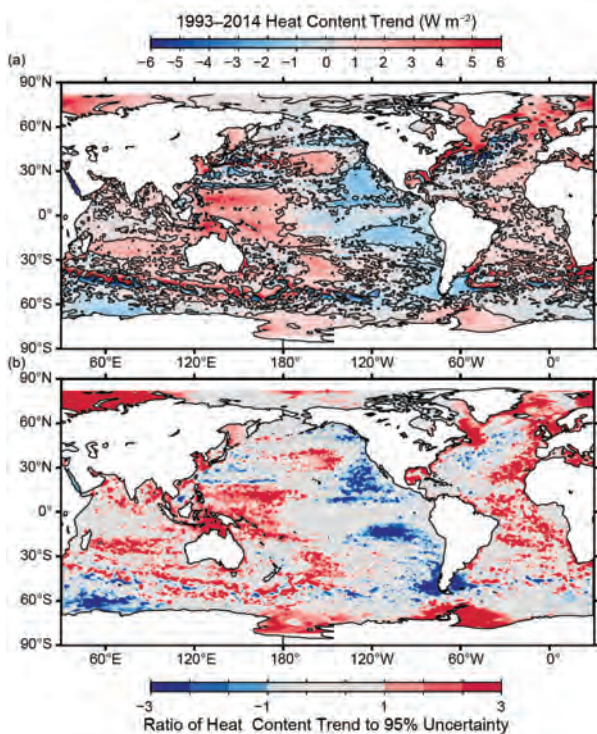 1993–2014 Heat Content Trend (W m⁻²)
−6 −5 −4 −3 −2 −1 0 1 2 3 4 5 6
(a)
90°N
60°N
30°N
0°
30°S
60°S
90°S
60°E 120°E 180° 120°W 60°W 0°
(b)
90°N
60°N
30°N
0°
30°S
60°S
90°S
60°E 120°E 180° 120°W 60°W 0°
−3 −1 1 3
Ratio of Heat Content Trend to 95% Uncertainty